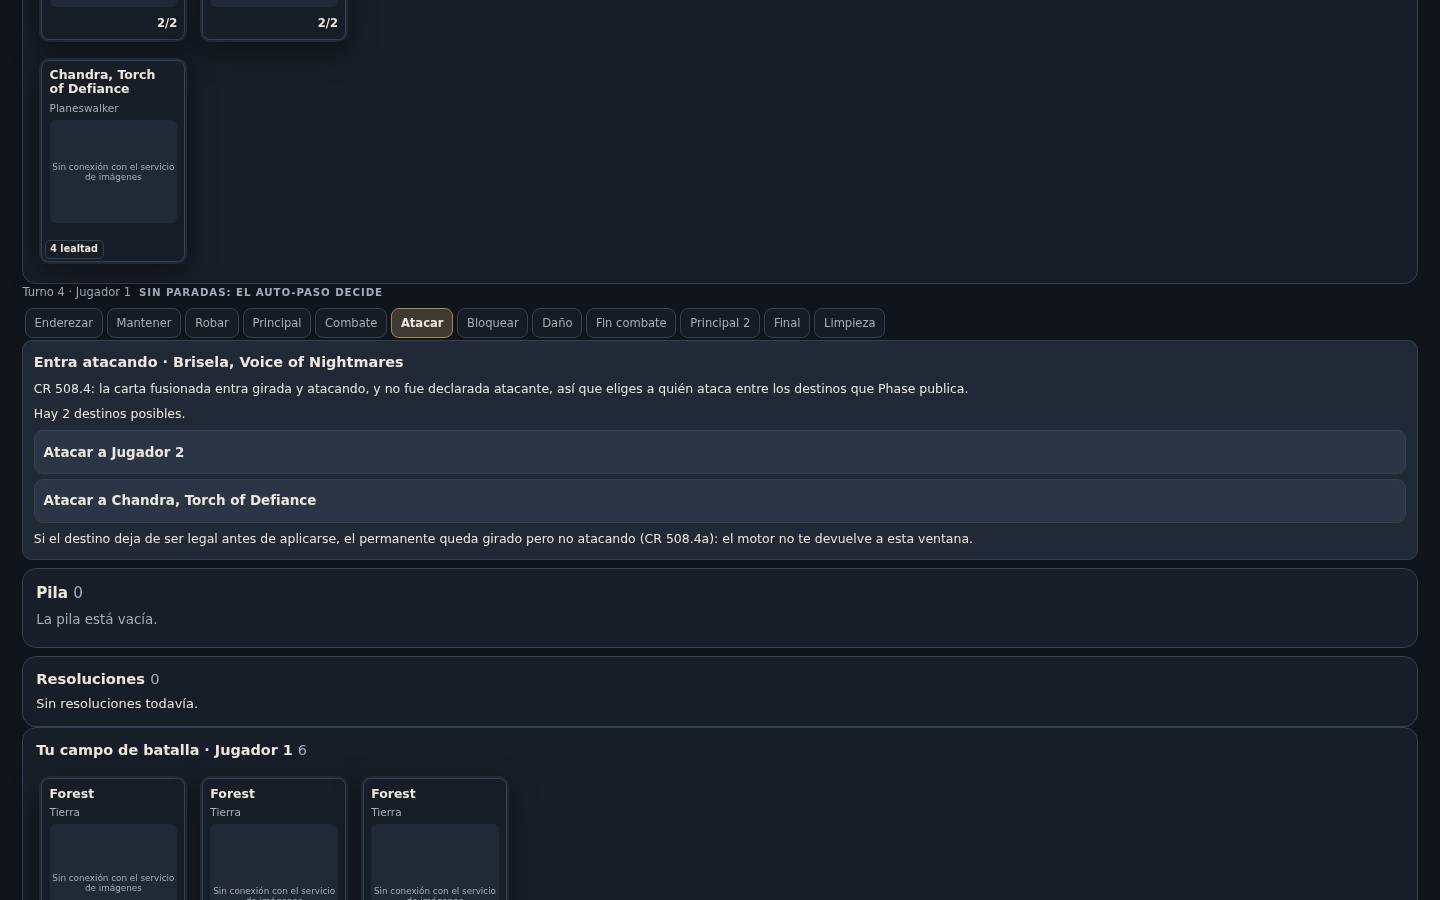 2/2
2/2
Chandra, Torch
of Defiance
Planeswalker
Sin conexión con el servicio
de imágenes
4 lealtad
Turno 4 · Jugador 1 SIN PARADAS: EL AUTO-PASO DECIDE
Enderezar Mantener Robar Principal Combate Atacar Bloquear Daño Fin combate Principal 2 Final Limpieza
Entra atacando · Brisela, Voice of Nightmares
CR 508.4: la carta fusionada entra girada y atacando, y no fue declarada atacante, así que eliges a quién ataca entre los destinos que Phase publica.
Hay 2 destinos posibles.
Atacar a Jugador 2
Atacar a Chandra, Torch of Defiance
Si el destino deja de ser legal antes de aplicarse, el permanente queda girado pero no atacando (CR 508.4a): el motor no te devuelve a esta ventana.
Pila 0
La pila está vacía.
Resoluciones 0
Sin resoluciones todavía.
Tu campo de batalla · Jugador 1 6
Forest
Tierra
Sin conexión con el servicio
de imágenes
Forest
Tierra
Sin conexión con el servicio
de imágenes
Forest
Tierra
Sin conexión con el servicio
de imágenes